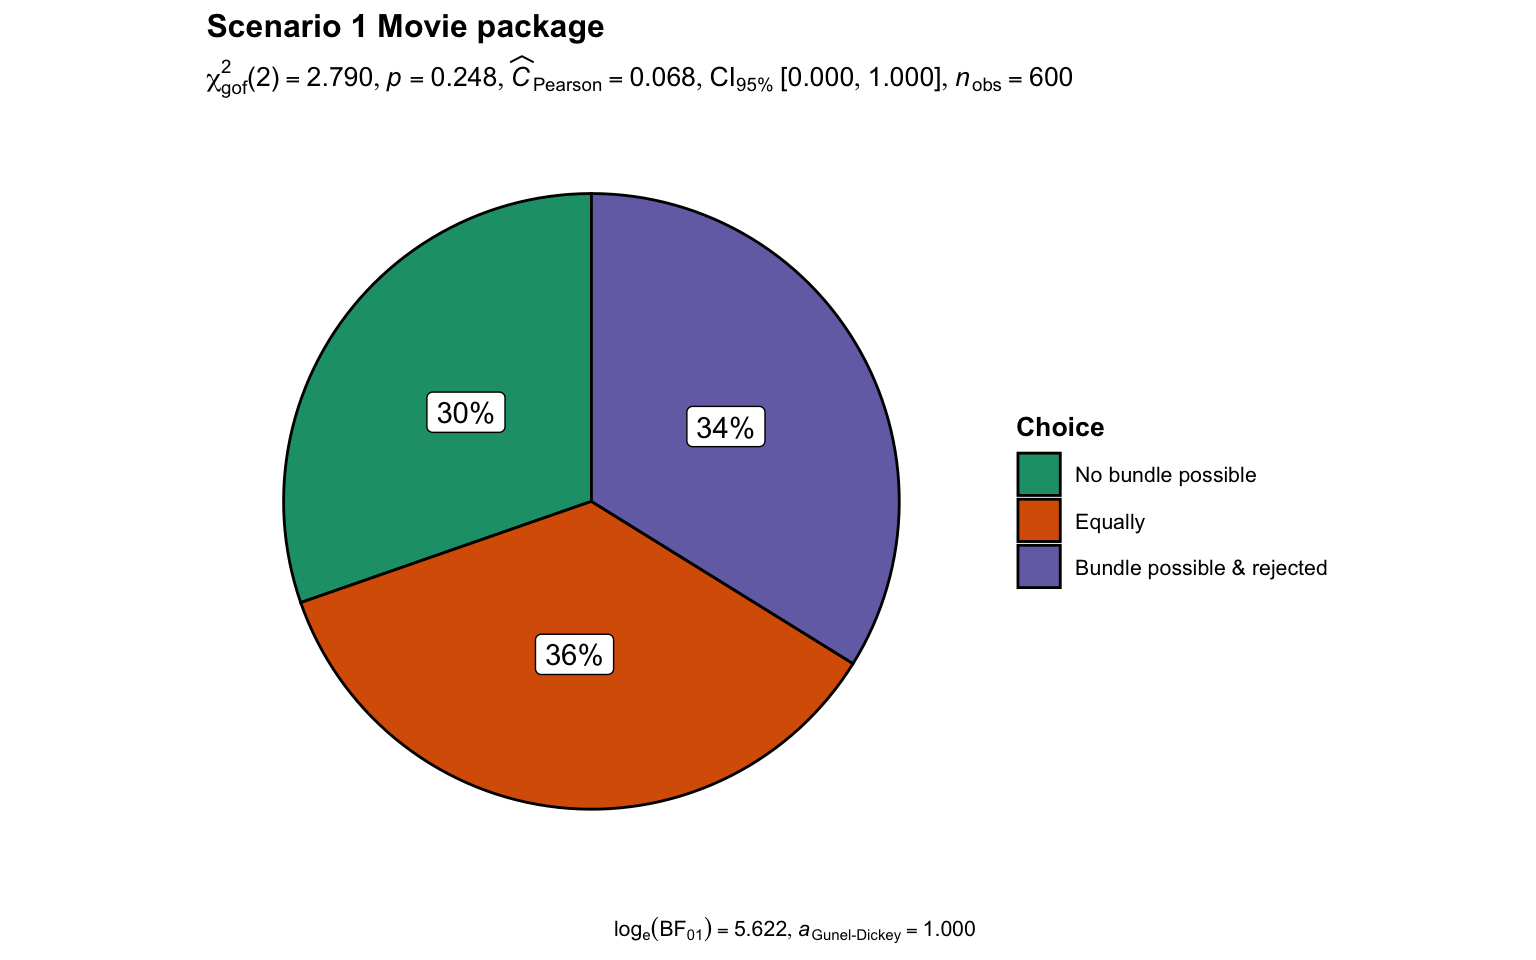 Scenario 1 Movie package
χ²gof(2) = 2.790, p = 0.248, ĈPearson = 0.068, CI95% [0.000, 1.000], nobs = 600
30%
34%
36%
Choice
No bundle possible
Equally
Bundle possible & rejected
loge(BF01) = 5.622, aGunel-Dickey = 1.000